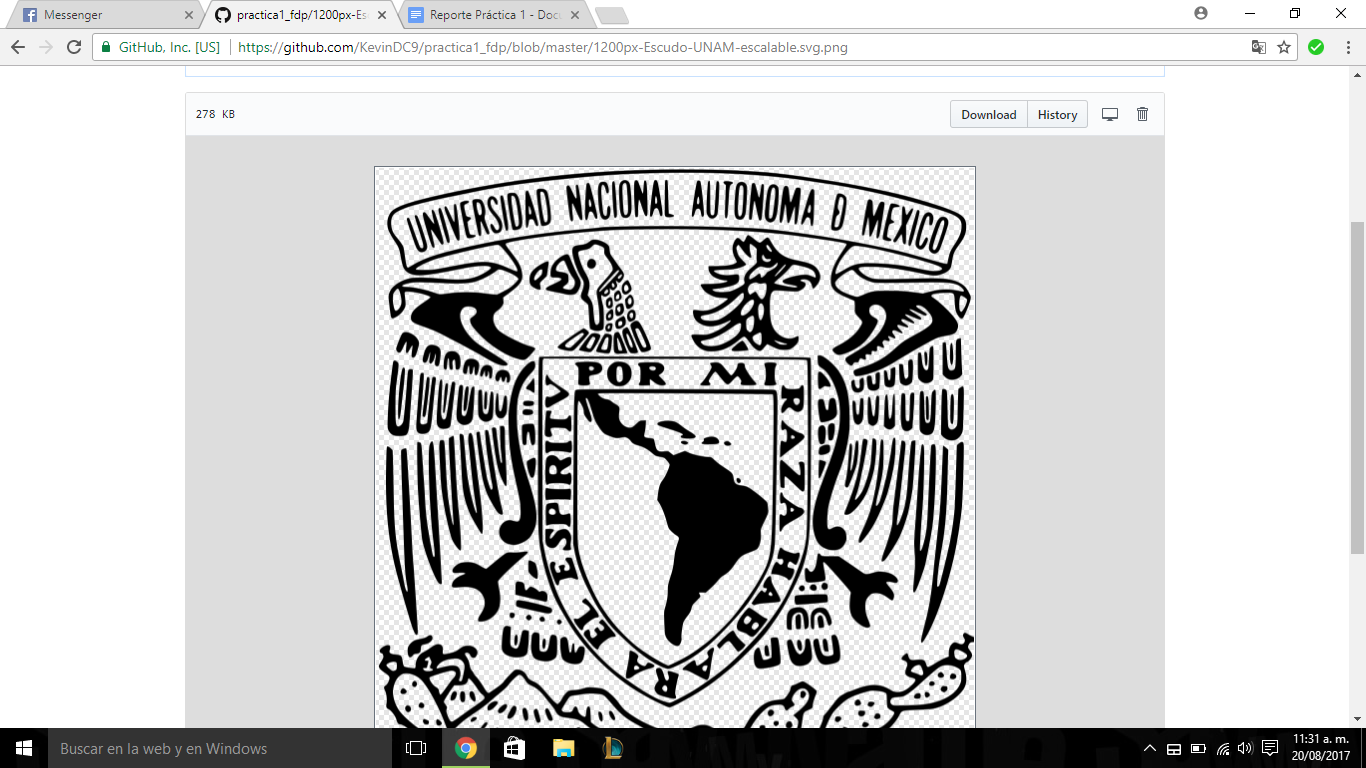 Messenger
practica1_fdp/1200px-Es
Reporte Práctica 1 - Doc
GitHub, Inc. [US]
https://github.com/KevinDC9/practica1_fdp/blob/master/1200px-Escudo-UNAM-escalable.svg.png
278 KB
Download
History
UNIVERSIDAD NACIONAL AUTONOMA D MEXICO
POR MI RAZA HABLARA EL ESPIRITV
Buscar en la web y en Windows
11:31 a. m.
20/08/2017